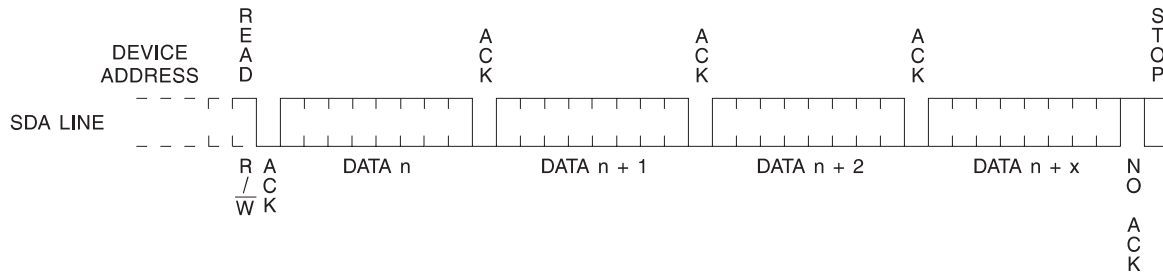 READ
ACK
ACK
ACK
STOP
DEVICE
ADDRESS
SDA LINE
R/W
ACK
DATA n
DATA n + 1
DATA n + 2
DATA n + x
NO ACK